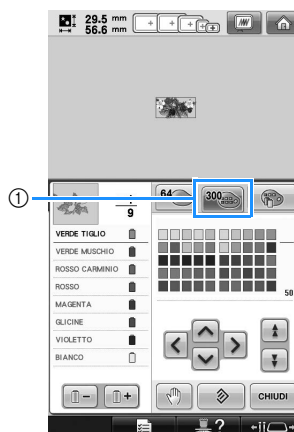 29.5 mm
56.6 mm
64
300
1
9
VERDE TIGLIO
VERDE MUSCHIO
ROSSO CARMINIO
ROSSO
MAGENTA
GLICINE
VIOLETTO
BIANCO
50
CHIUDI
?